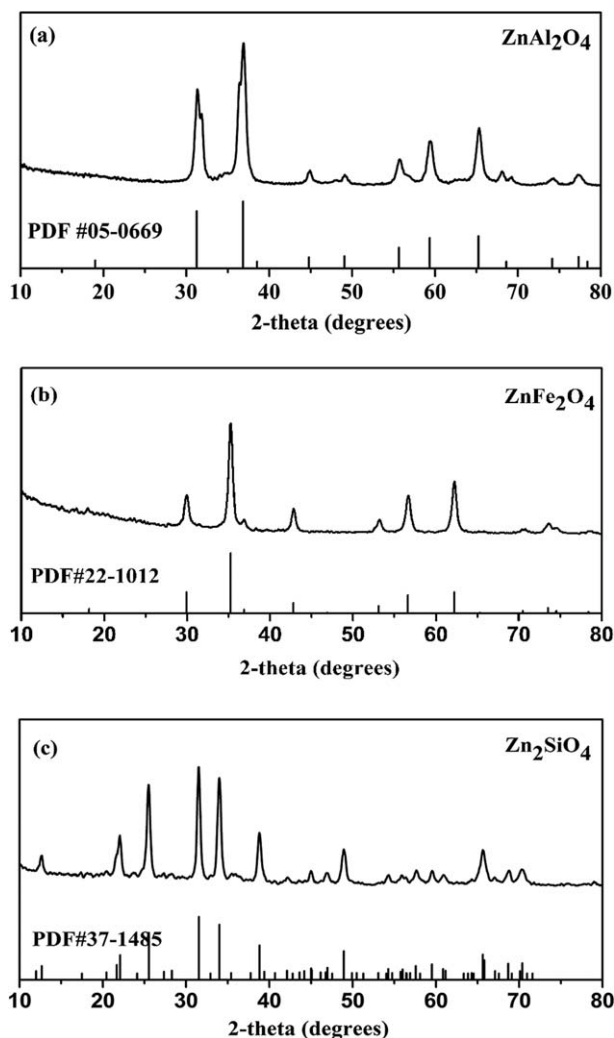 (a) ZnAl2O4
PDF #05-0669
10 20 30 40 50 60 70 80
2-theta (degrees)
(b) ZnFe2O4
PDF#22-1012
10 20 30 40 50 60 70 80
2-theta (degrees)
(c) Zn2SiO4
PDF#37-1485
10 20 30 40 50 60 70 80
2-theta (degrees)